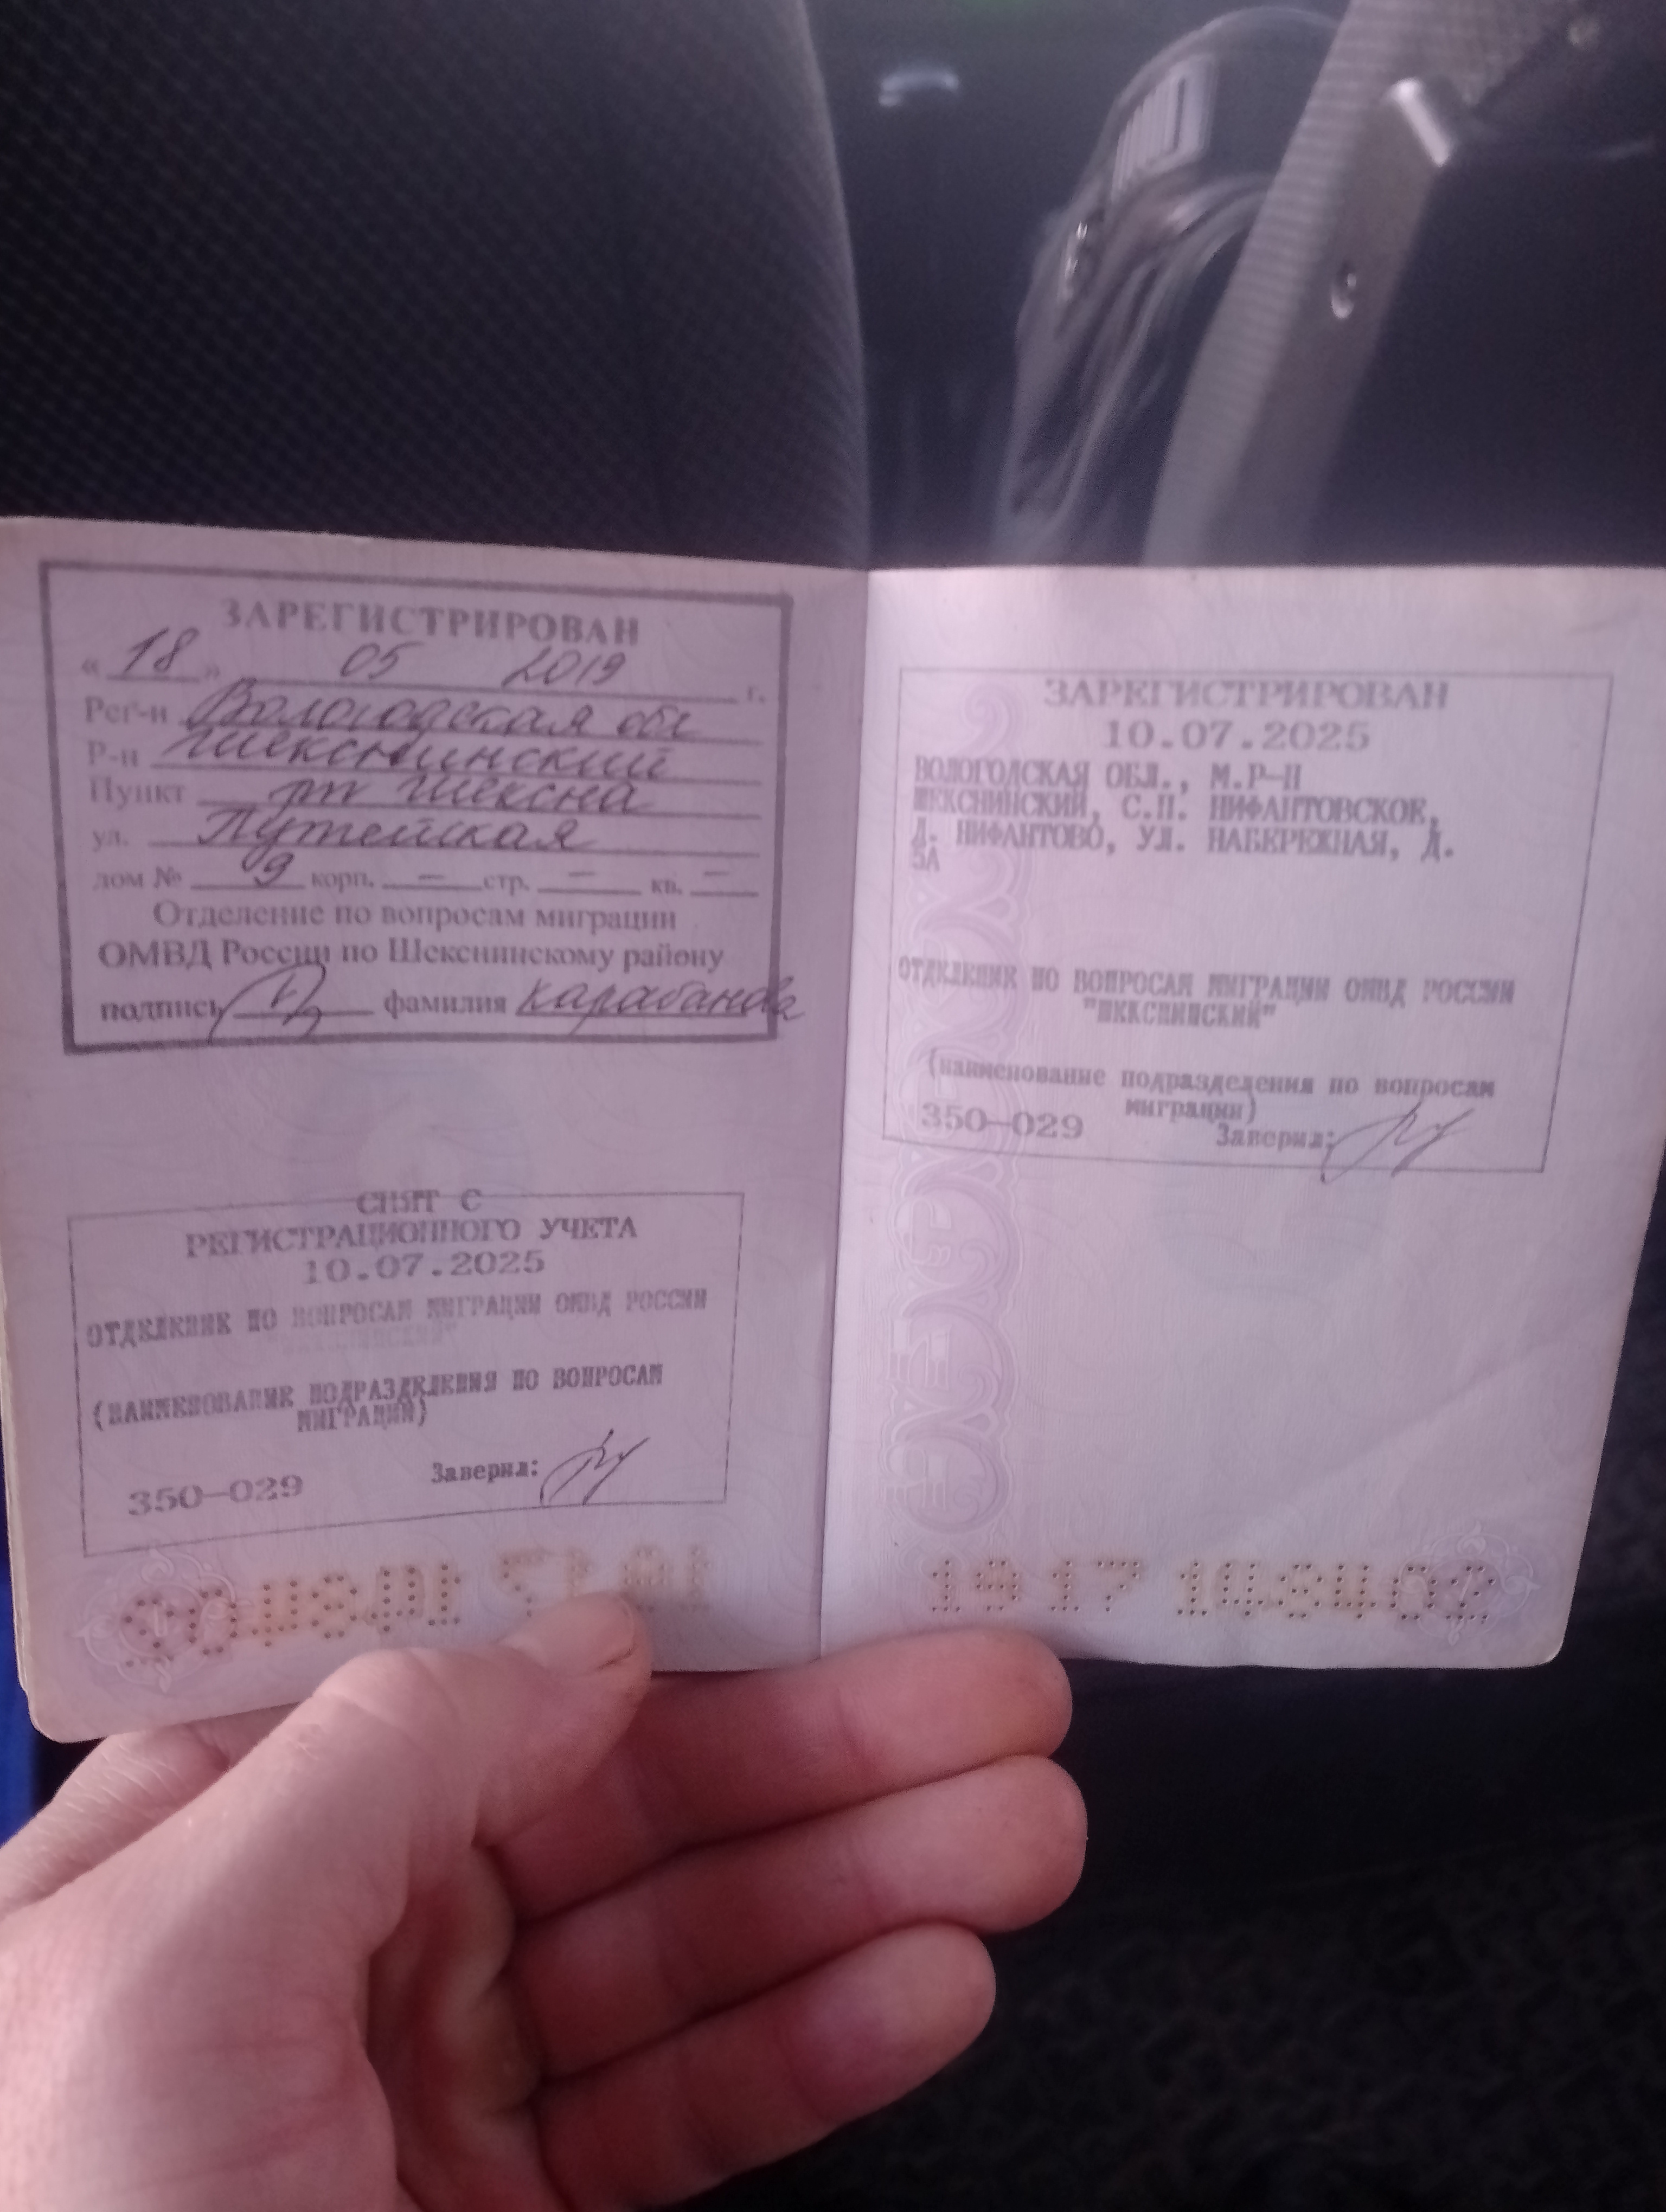 ЗАРЕГИСТРИРОВАН
« 18 » 05 2019 г.
Рег-н Вологодская обл
Р-н Шекснинский
Пункт рп Шексна
ул. Путейская
дом № 9 корп. — стр. — кв. —
Отделение по вопросам миграции
ОМВД России по Шекснинскому району
подпись фамилия Карабанова
СНЯТ С
РЕГИСТРАЦИОННОГО УЧЕТА
10.07.2025
ОТДЕЛЕНИЕ ПО ВОПРОСАМ МИГРАЦИИ ОМВД РОССИИ
(НАИМЕНОВАНИЕ ПОДРАЗДЕЛЕНИЯ ПО ВОПРОСАМ
МИГРАЦИИ)
350-029 Заверил:
ЗАРЕГИСТРИРОВАН
10.07.2025
ВОЛОГОДСКАЯ ОБЛ., М.Р-Н
ШЕКСНИНСКИЙ, С.П. НИФАНТОВСКОЕ,
Д. НИФАНТОВО, УЛ. НАБЕРЕЖНАЯ, Д.
5А
ОТДЕЛЕНИЕ ПО ВОПРОСАМ МИГРАЦИИ ОМВД РОССИИ
"ШЕКСНИНСКИЙ"
(наименование подразделения по вопросам
миграции)
350-029 Заверил:
19 17 1048402